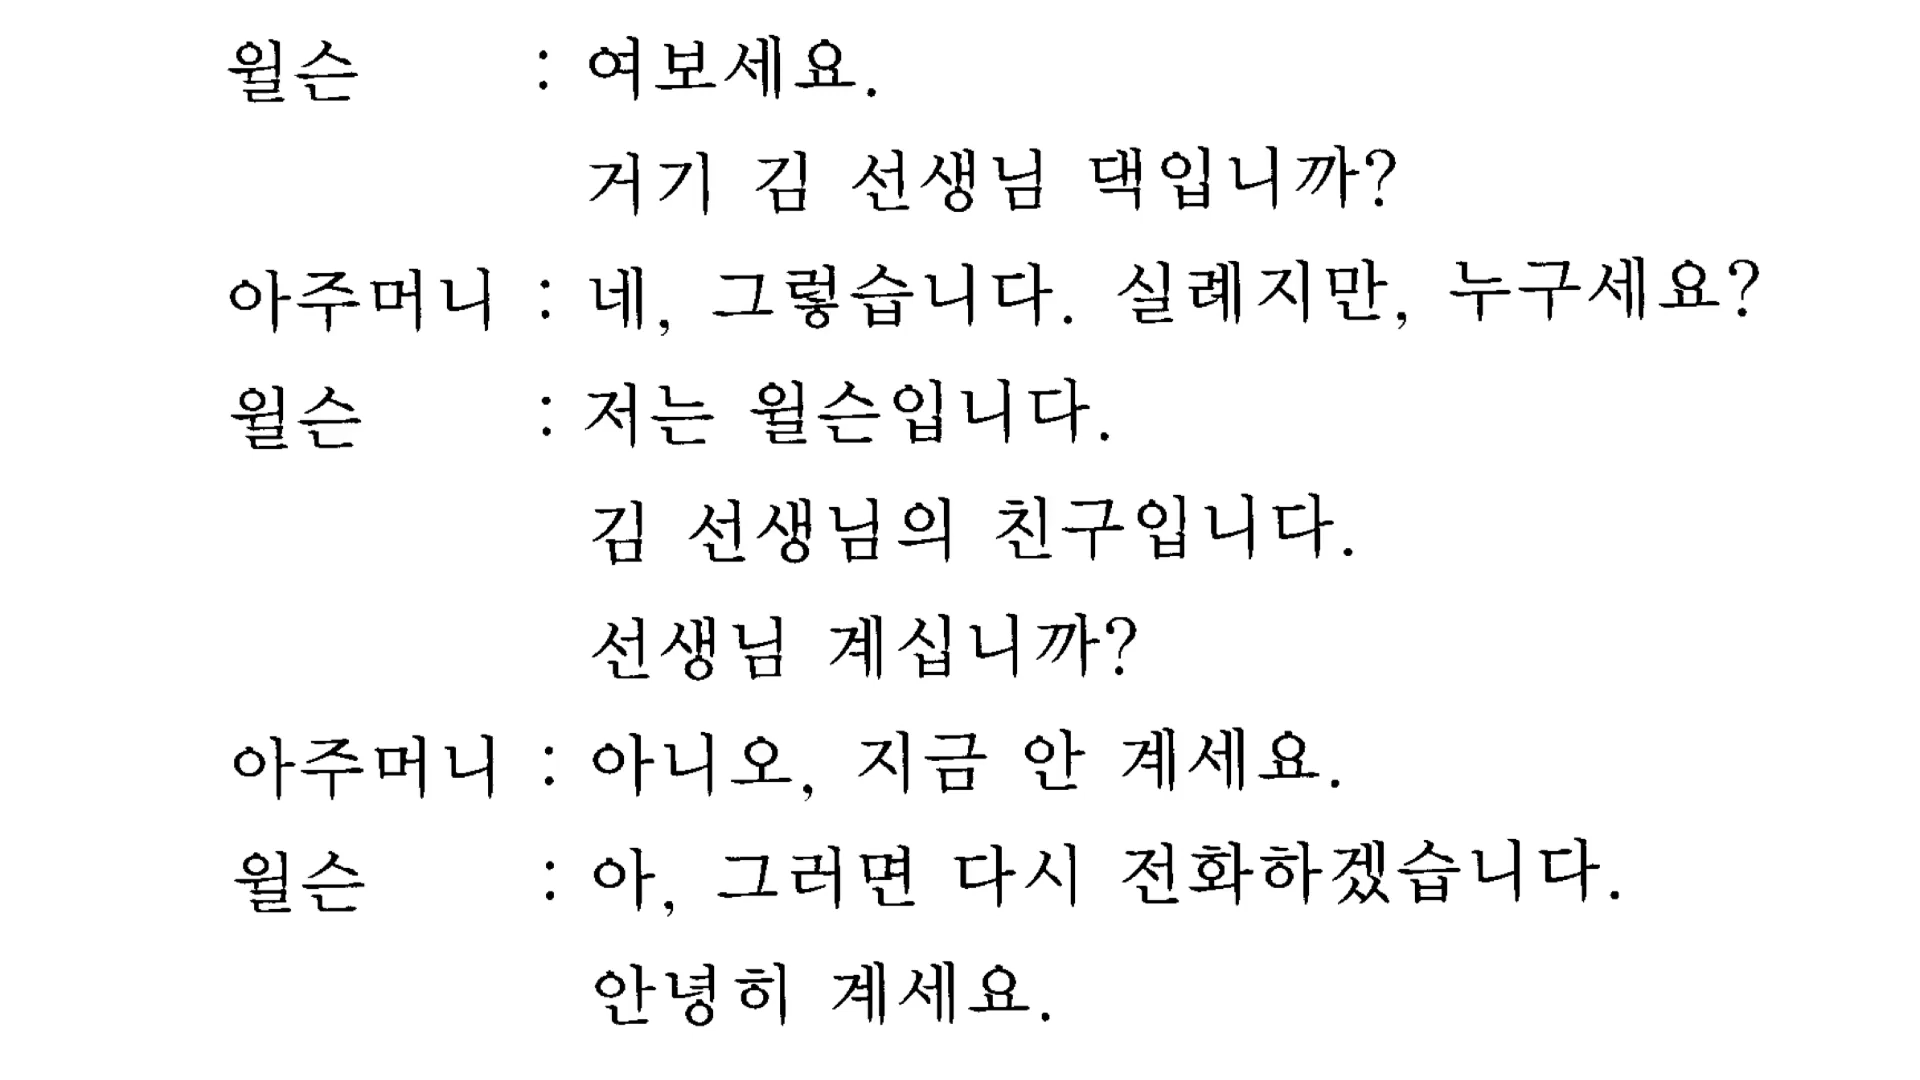 윌슨 : 여보세요.
거기 김 선생님 댁입니까?
아주머니 : 네, 그렇습니다. 실례지만, 누구세요?
윌슨 : 저는 윌슨입니다.
김 선생님의 친구입니다.
선생님 계십니까?
아주머니 : 아니오, 지금 안 계세요.
윌슨 : 아, 그러면 다시 전화하겠습니다.
안녕히 계세요.